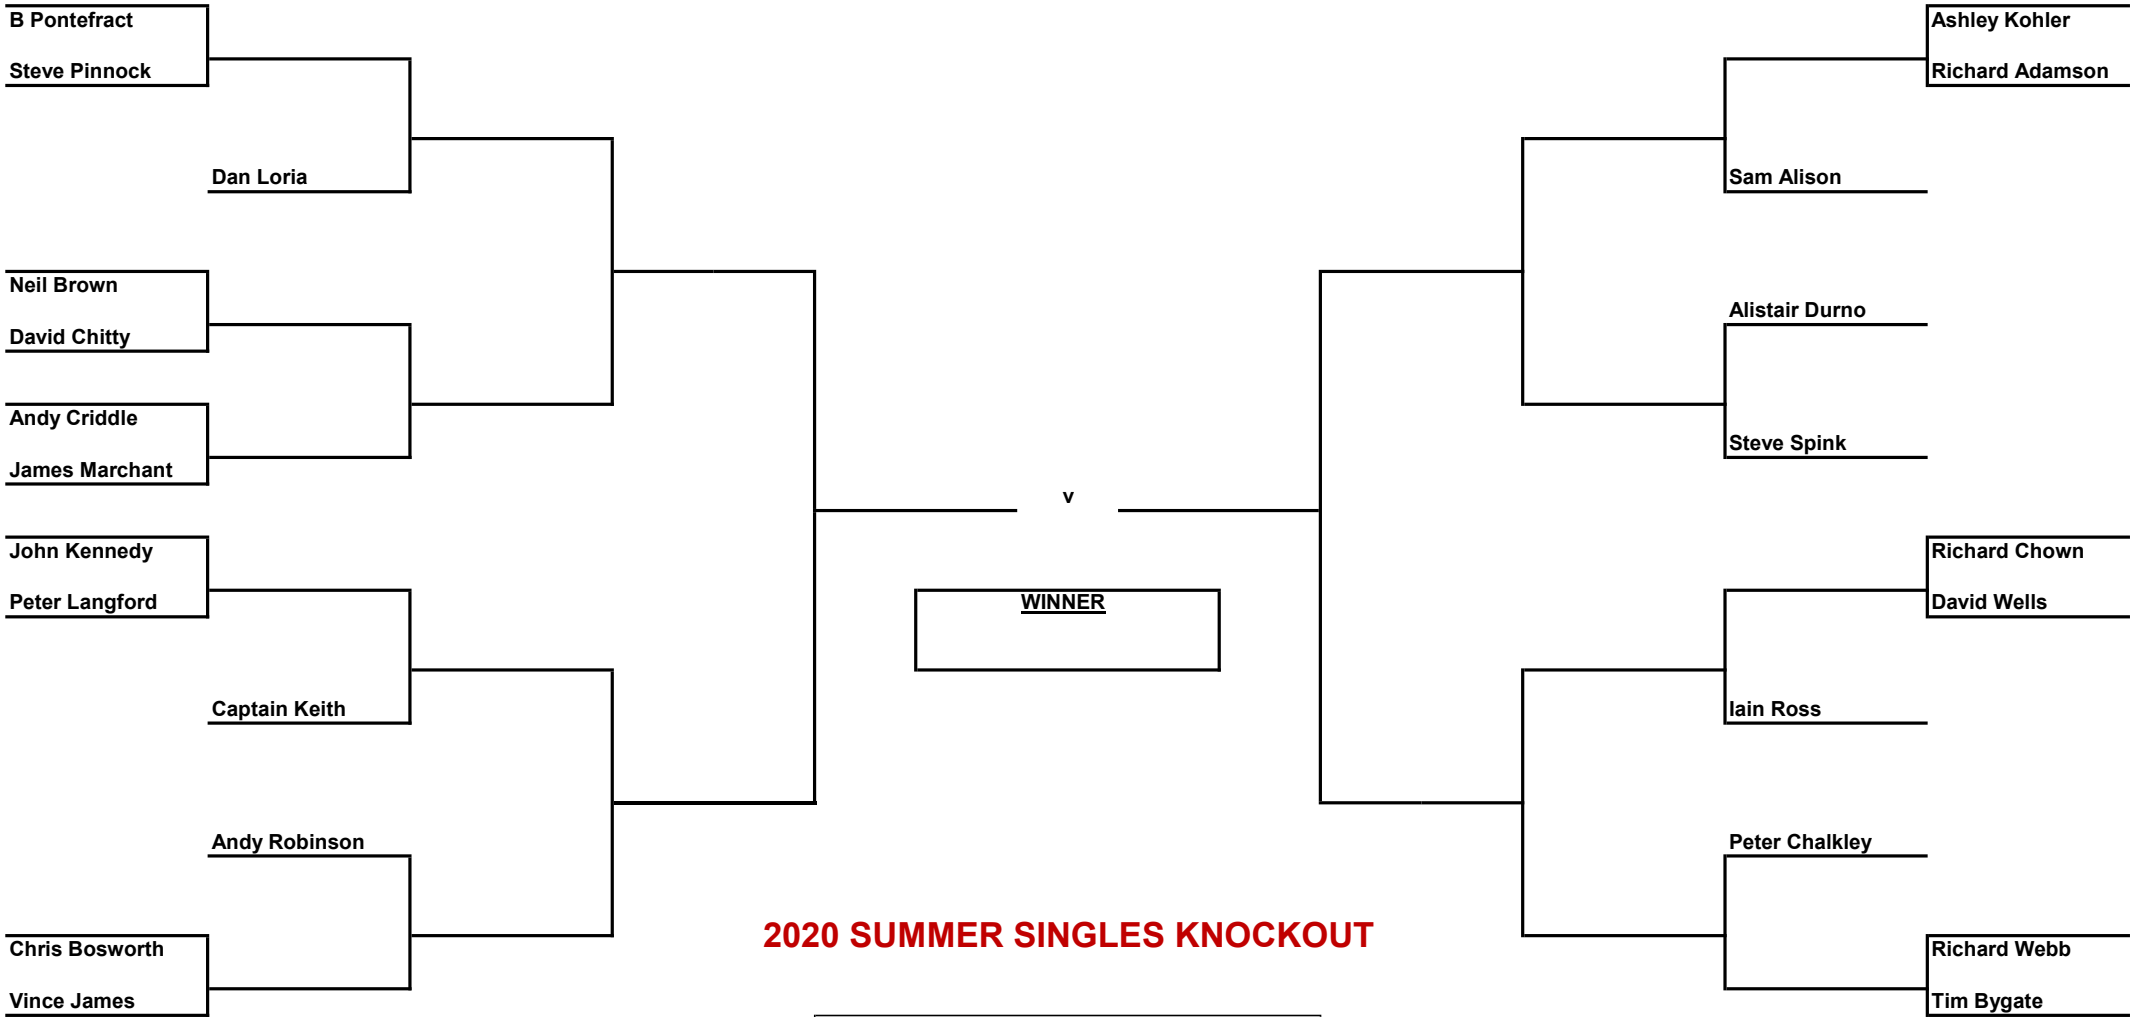 B Pontefract
Steve Pinnock
Dan Loria
Neil Brown
David Chitty
Andy Criddle
James Marchant
John Kennedy
Peter Langford
Captain Keith
Andy Robinson
Chris Bosworth
Vince James
v
WINNER
2020 SUMMER SINGLES KNOCKOUT
Ashley Kohler
Richard Adamson
Sam Alison
Alistair Durno
Steve Spink
Richard Chown
David Wells
Iain Ross
Peter Chalkley
Richard Webb
Tim Bygate